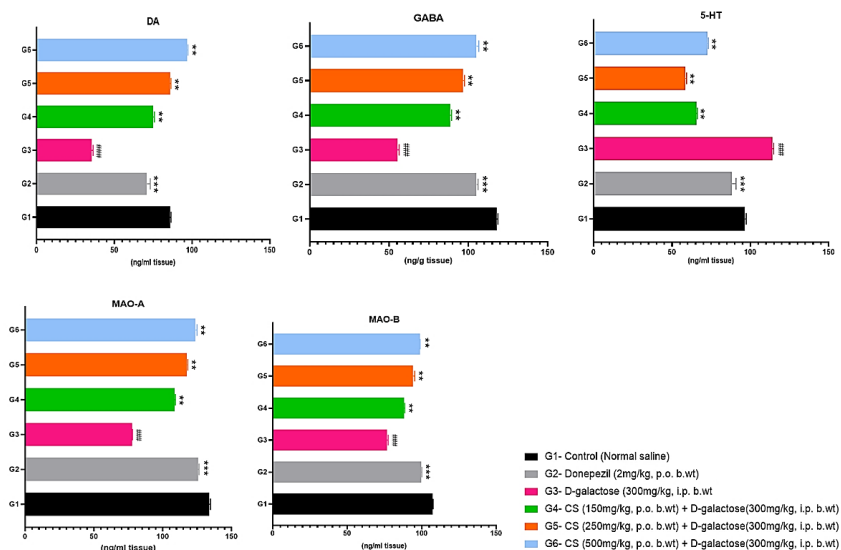 DA
G6 **
G5 **
G4 **
G3 ###
G2 ***
G1
0 50 100 150
(ng/ml tissue)
GABA
G6 **
G5 **
G4 **
G3 ###
G2 ***
G1
0 50 100 150
(ng/g tissue)
5-HT
G6 **
G5 **
G4 **
G3 ###
G2 ***
G1
0 50 100 150
(ng/ml tissue)
MAO-A
G6 **
G5 **
G4 **
G3 ###
G2 ***
G1
0 50 100 150
(ng/ml tissue)
MAO-B
G6 **
G5 **
G4 **
G3 ###
G2 ***
G1
0 50 100 150
(ng/ml tissue)
G1- Control (Normal saline)
G2- Donepezil (2mg/kg, p.o. b.wt)
G3- D-galactose (300mg/kg, i.p. b.wt
G4- CS (150mg/kg, p.o. b.wt) + D-galactose(300mg/kg, i.p. b.wt)
G5- CS (250mg/kg, p.o. b.wt) + D-galactose(300mg/kg, i.p. b.wt)
G6- CS (500mg/kg, p.o. b.wt) + D-galactose(300mg/kg, i.p. b.wt)